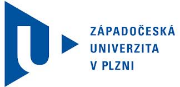 U
ZÁPADOČESKÁ
UNIVERZITA
V PLZNI